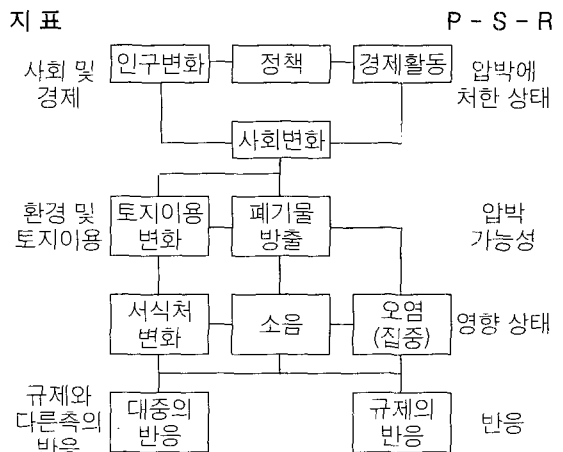 지 표 P - S - R
사회 및
경제
인구변화 정책 경제활동
압박에
처한 상태
사회변화
환경 및
토지이용
토지이용
변화
폐기물
방출
압박
가능성
서식처
변화
소음
오염
(집중)
영향 상태
규제와
다른측의
반응
대중의
반응
규제의
반응
반응